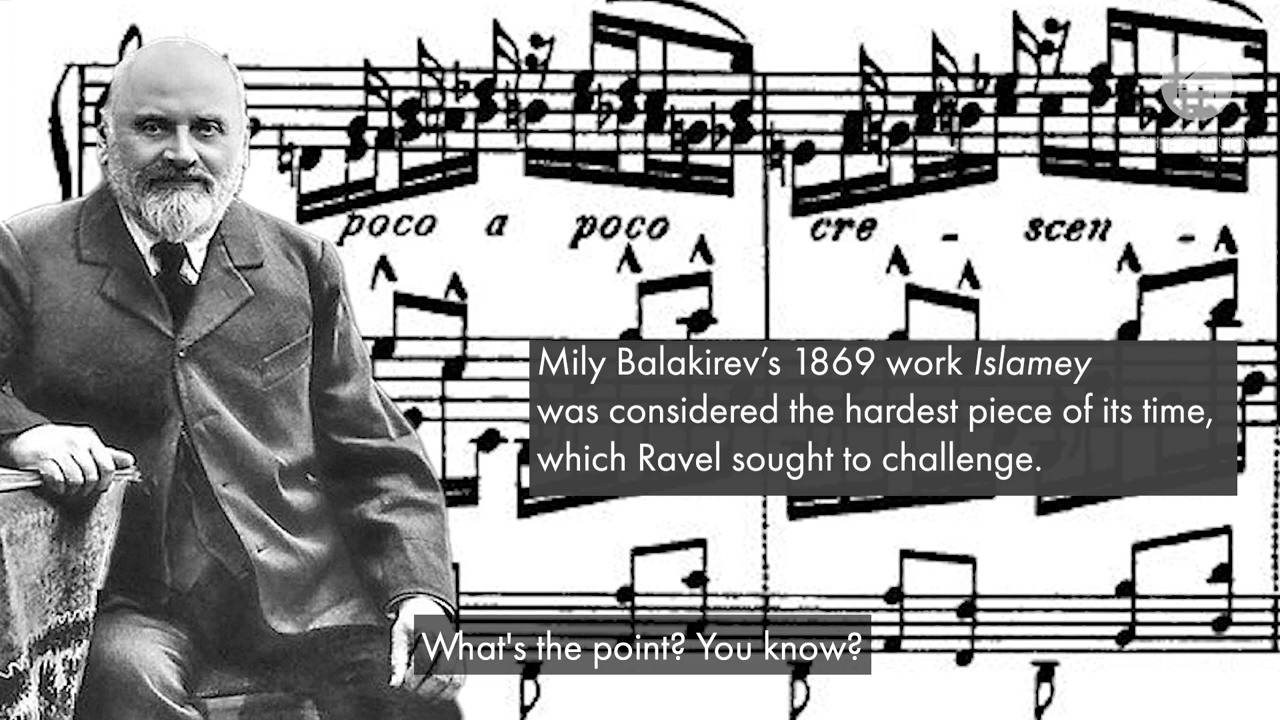 poco a poco cre - scen -
Mily Balakirev's 1869 work Islamey
was considered the hardest piece of its time,
which Ravel sought to challenge.
What's the point? You know?